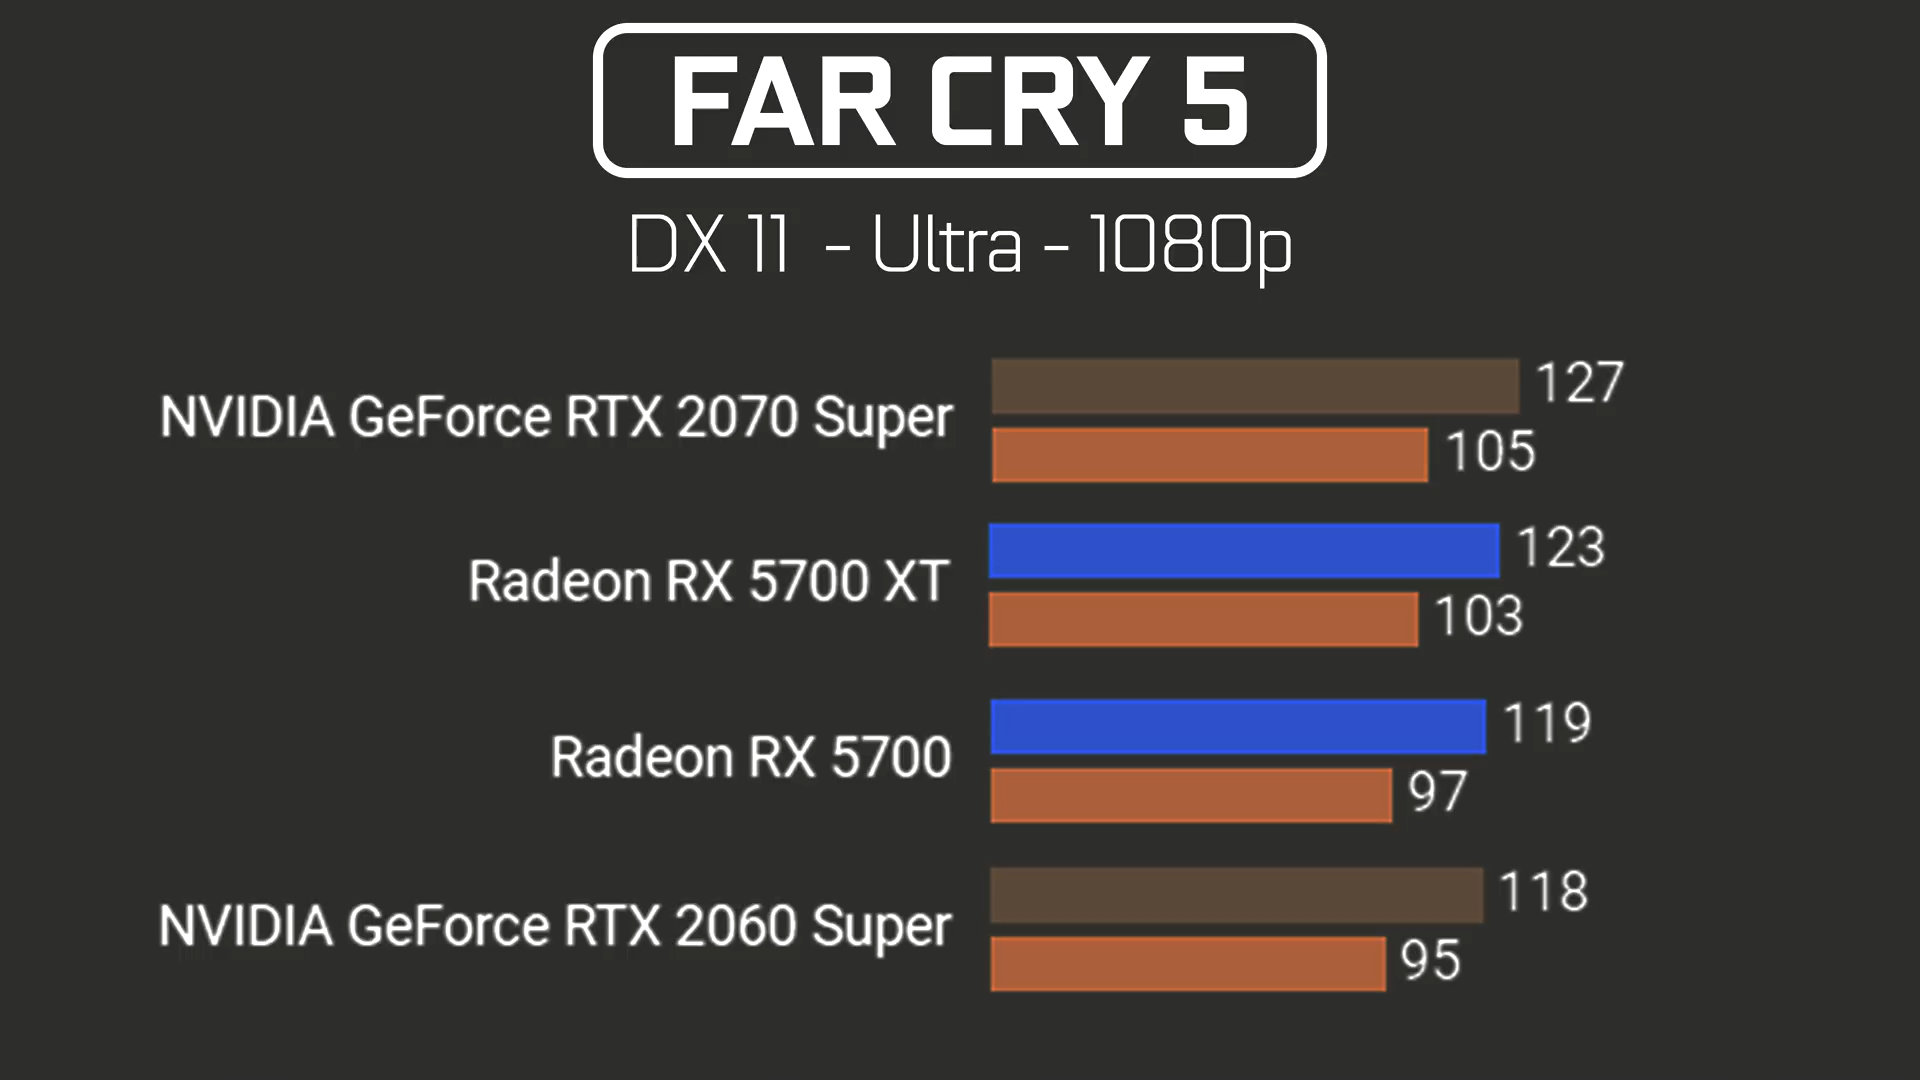 FAR CRY 5
DX 11 - Ultra - 1080p
NVIDIA GeForce RTX 2070 Super
127
105
Radeon RX 5700 XT
123
103
Radeon RX 5700
119
97
NVIDIA GeForce RTX 2060 Super
118
95